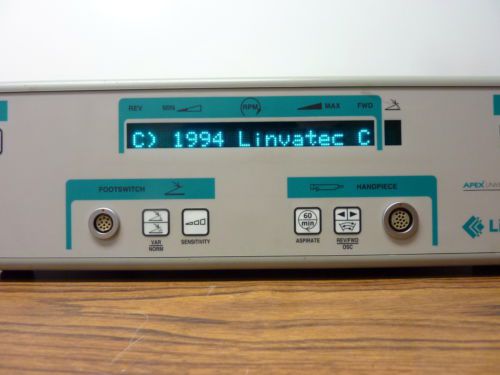 REV MIN RPM MAX FWD
C) 1994 Linvatec C
FOOTSWITCH
HANDPIECE
VAR
NORM
SENSITIVITY
60
min
ASPIRATE
REV/FWD
OSC
APEX
Li